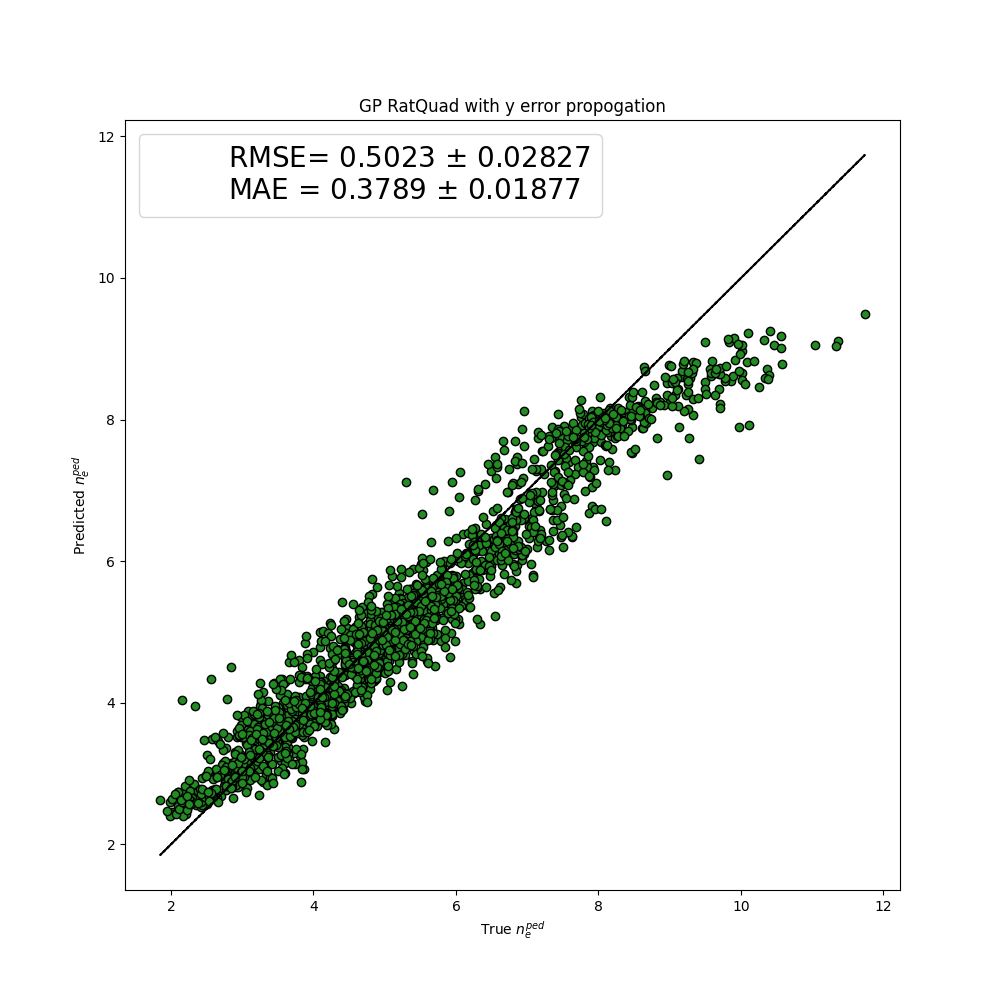 GP RatQuad with y error propogation
RMSE= 0.5023 ± 0.02827
MAE = 0.3789 ± 0.01877
12
10
8
6
4
2
Predicted $n_e^{ped}$
2 4 6 8 10 12
True $n_e^{ped}$